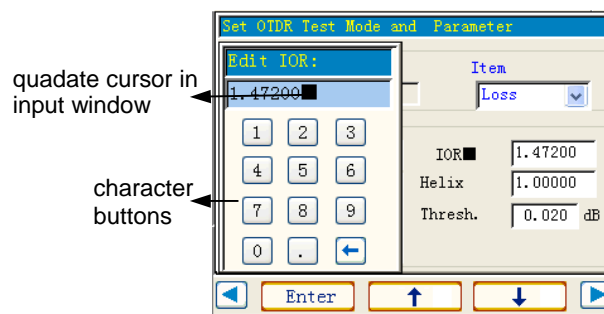 Set OTDR Test Mode and Parameter
Edit IOR:
1.47200
quadate cursor in
input window
Item
Loss
1 2 3
4 5 6
7 8 9
0 . ←
character
buttons
IOR 1.47200
Helix 1.00000
Thresh. 0.020 dB
Enter ↑ ↓